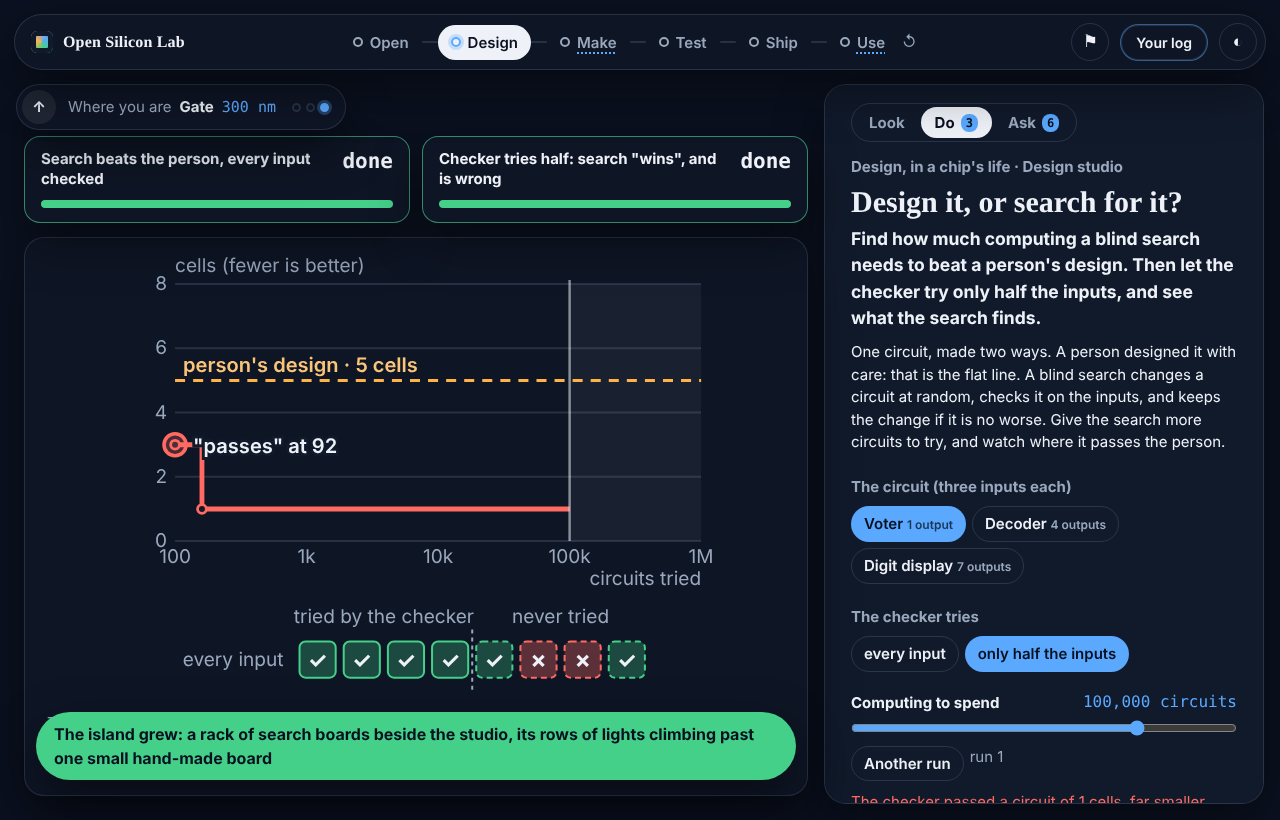 Open Silicon Lab
Open
Design
Make
Test
Ship
Use
Your log
Where you are Gate 300 nm
Search beats the person, every input
checked
done
Checker tries half: search "wins", and
is wrong
done
cells (fewer is better)
8
6
person's design · 5 cells
4
"passes" at 92
2
0
100
1k
10k
100k
1M
circuits tried
tried by the checker
never tried
every input
The island grew: a rack of search boards beside the studio, its rows of lights climbing past
one small hand-made board
Look
Do 3
Ask 6
Design, in a chip's life · Design studio
Design it, or search for it?
Find how much computing a blind search
needs to beat a person's design. Then let the
checker try only half the inputs, and see
what the search finds.
One circuit, made two ways. A person designed it with
care: that is the flat line. A blind search changes a
circuit at random, checks it on the inputs, and keeps
the change if it is no worse. Give the search more
circuits to try, and watch where it passes the person.
The circuit (three inputs each)
Voter 1 output
Decoder 4 outputs
Digit display 7 outputs
The checker tries
every input
only half the inputs
Computing to spend
100,000 circuits
Another run
run 1
The checker passed a circuit of 1 cells, far smaller